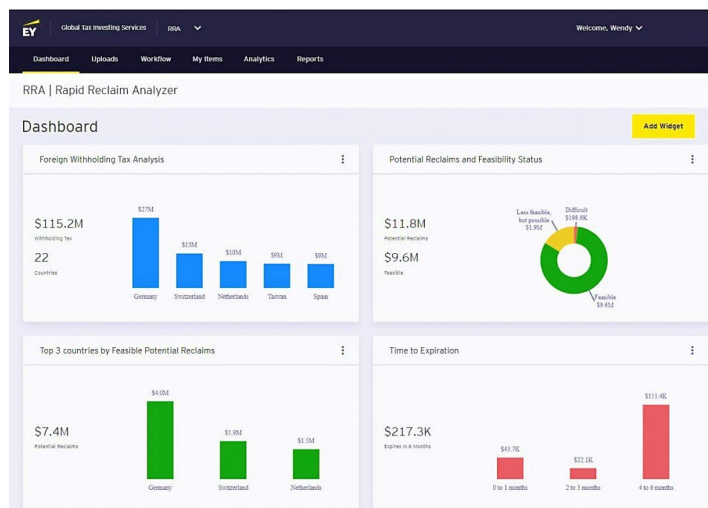 EY Global Tax Investing Services RRA Welcome, Wendy
Dashboard Uploads Workflow My Items Analytics Reports
RRA | Rapid Reclaim Analyzer
Dashboard
Add Widget
Foreign Withholding Tax Analysis
$115.2M
Withholding Tax
22
Countries
$27M
$13M
$10M
$9M
$9M
Germany Switzerland Netherlands Taiwan Spain
Potential Reclaims and Feasibility Status
$11.8M
Potential Reclaims
$9.6M
Feasible
Less feasible,
but possible
$1.9M
Difficult
$198.9K
Feasible
$9.6M
Top 3 countries by Feasible Potential Reclaims
$7.4M
Potential Reclaims
$4.0M
$1.9M
$1.5M
Germany Switzerland Netherlands
Time to Expiration
$217.3K
Expires in 6 Months
$43.7K
$22.1K
$151.4K
0 to 1 months 2 to 3 months 4 to 6 months